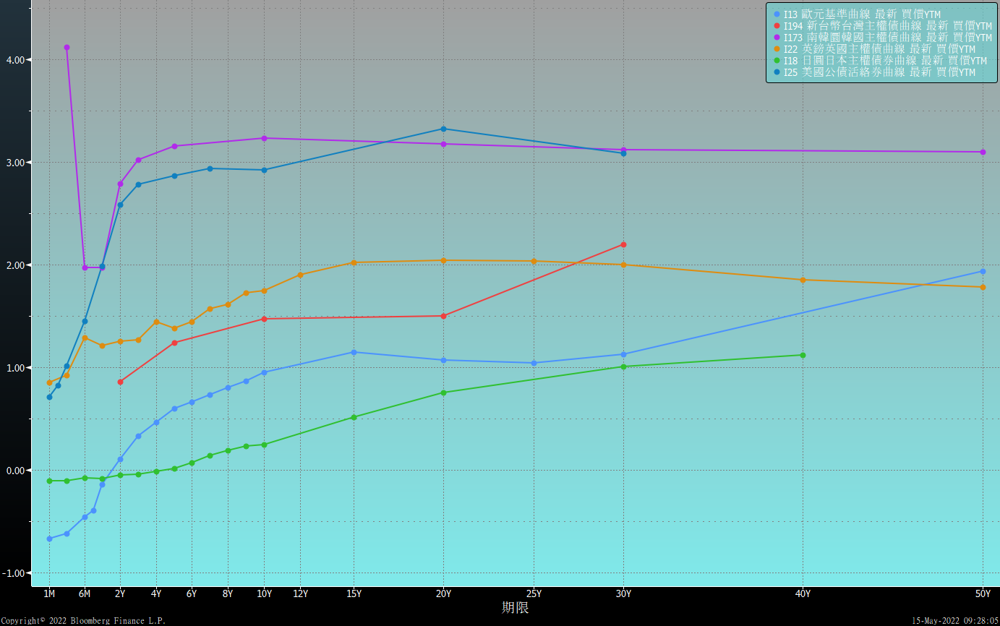 I13 歐元基準曲線 最新 買價YTM
I194 新台幣台灣主權債曲線 最新 買價YTM
I173 南韓圜韓國主權債曲線 最新 買價YTM
I22 英鎊英國主權債曲線 最新 買價YTM
I18 日圓日本主權債券曲線 最新 買價YTM
I25 美國公債活絡券曲線 最新 買價YTM
4.00
3.00
2.00
1.00
0.00
-1.00
1M 6M 2Y 4Y 6Y 8Y 10Y 12Y 15Y 20Y 25Y 30Y 40Y 50Y
期限
Copyright© 2022 Bloomberg Finance L.P. 15-May-2022 09:28:05